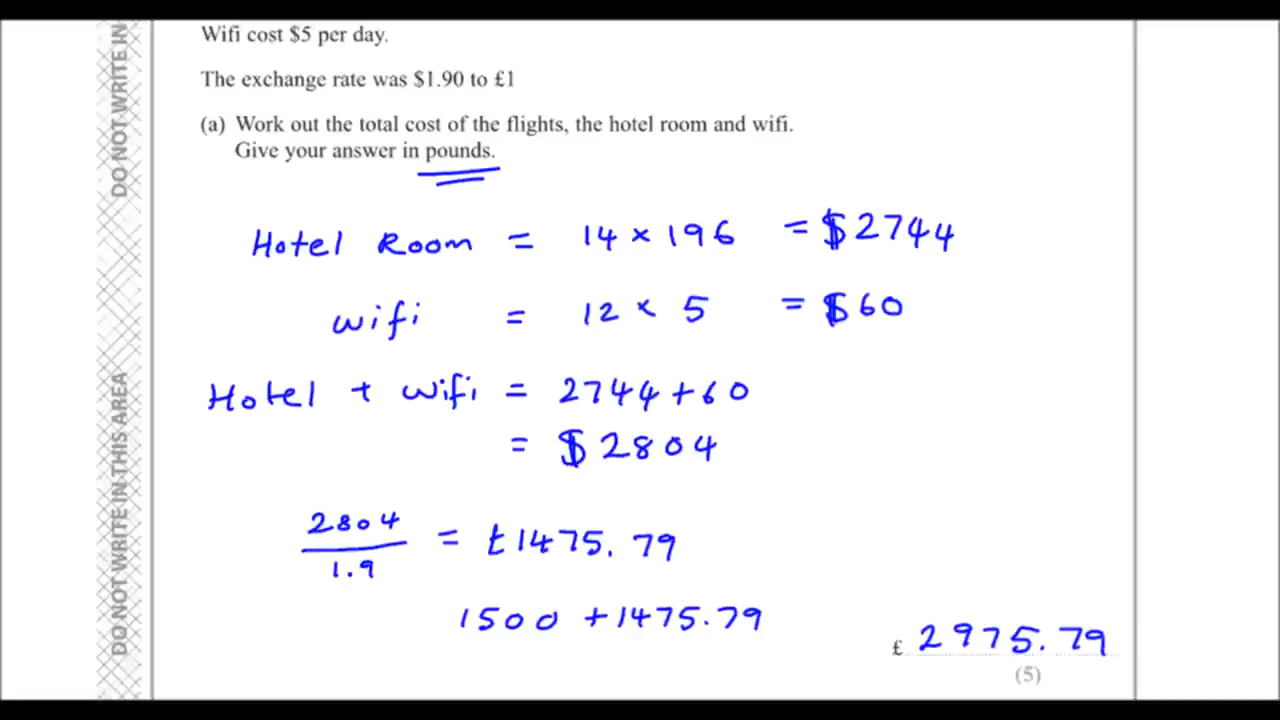 Wifi cost $5 per day.
The exchange rate was $1.90 to £1
(a) Work out the total cost of the flights, the hotel room and wifi.
Give your answer in pounds.
Hotel Room = 14 × 196 = $2744
Wifi = 12 × 5 = $60
Hotel + Wifi = 2744 + 60
= $2804
2804
1.9
= £1475.79
1500 + 1475.79
£ 2975.79
(5)
DO NOT WRITE IN
DO NOT WRITE IN THIS AREA